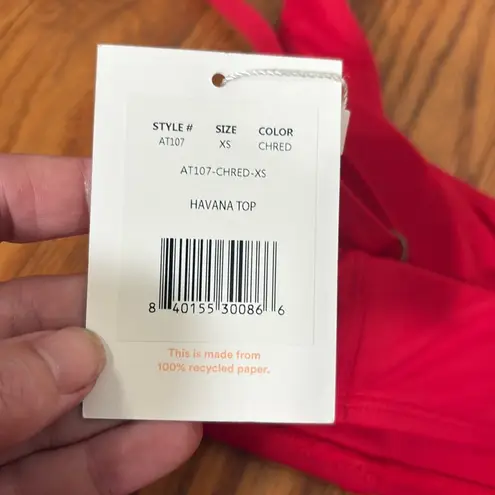 STYLE # SIZE COLOR
AT107 XS CHRED
AT107-CHRED-XS
HAVANA TOP
8 40155 30086 6
This is made from
100% recycled paper.